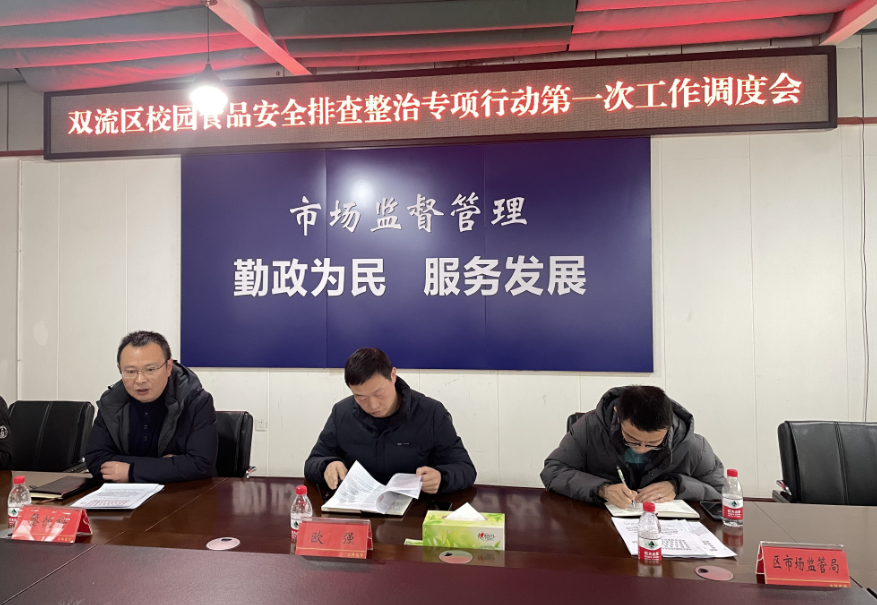 双流区校园食品安全排查整治专项行动第一次工作调度会
市场监督管理
勤政为民 服务发展
欧 强
区市场监管局